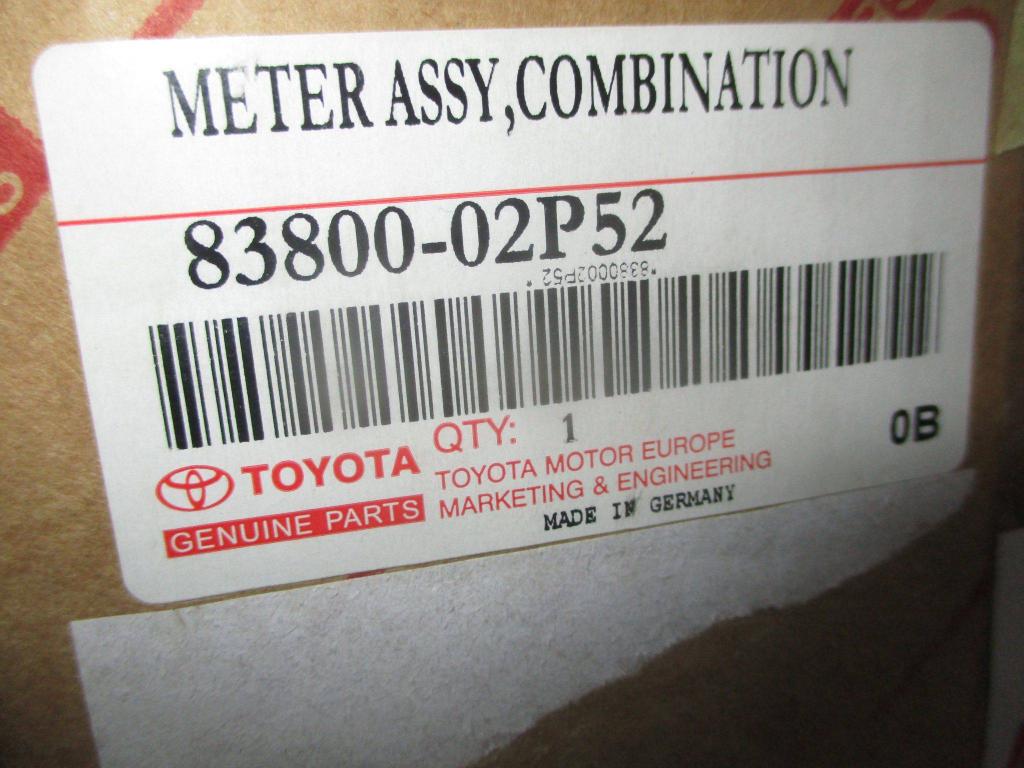 METER ASSY,COMBINATION
83800-02P52
*8380002P52*
QTY: 1
0B
TOYOTA
GENUINE PARTS
TOYOTA MOTOR EUROPE
MARKETING & ENGINEERING
MADE IN GERMANY